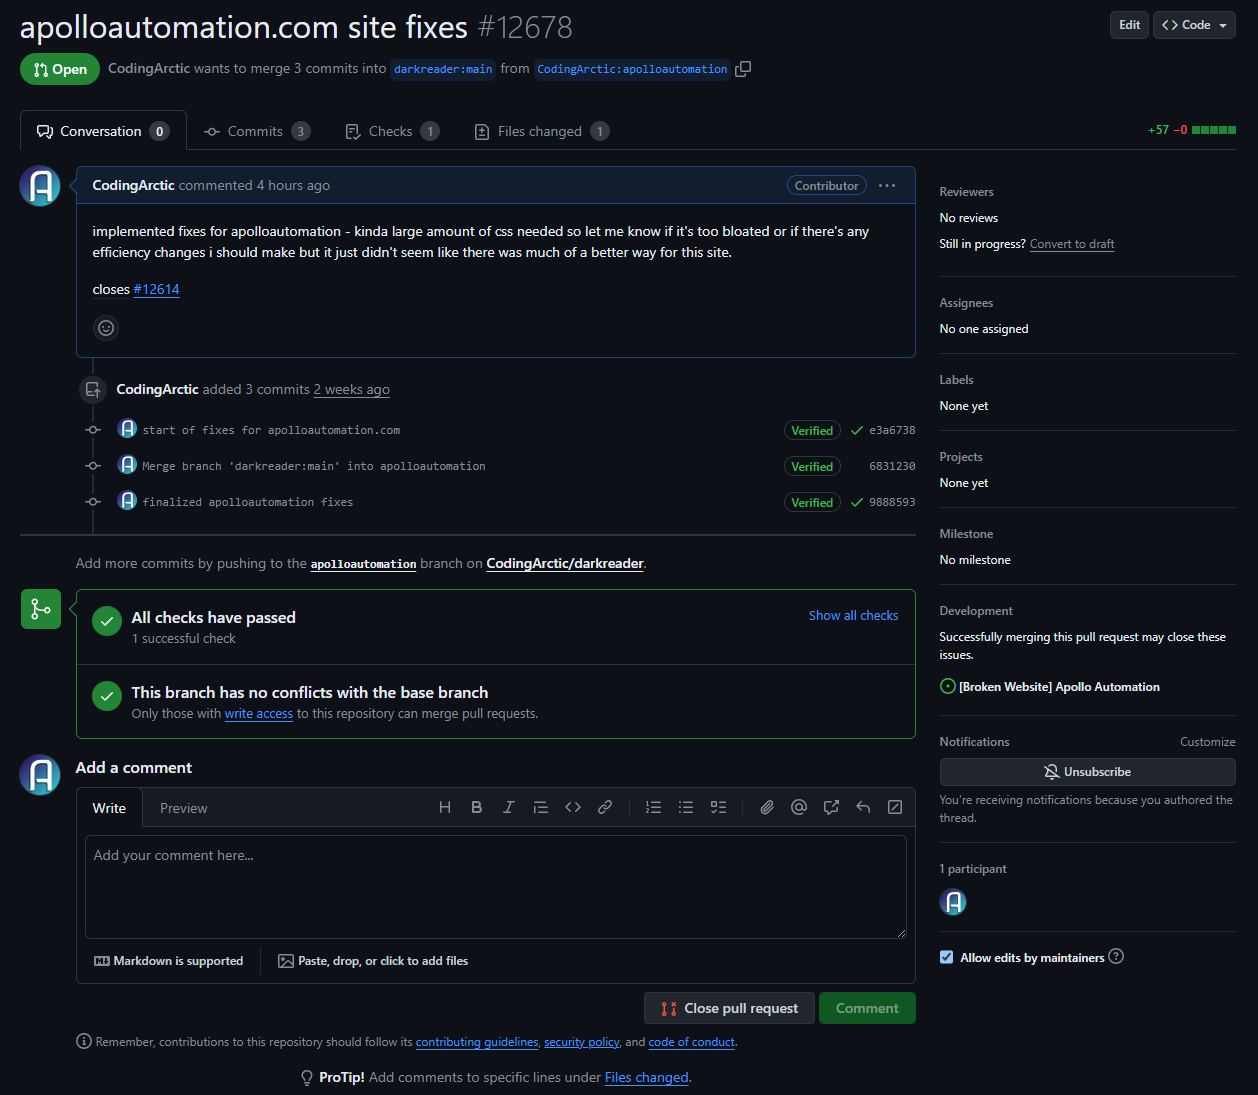 apolloautomation.com site fixes #12678
Edit
Code
Open
CodingArctic wants to merge 3 commits into darkreader:main from CodingArctic:apolloautomation
Conversation 0
Commits 3
Checks 1
Files changed 1
+57 −0
CodingArctic commented 4 hours ago
Contributor
implemented fixes for apolloautomation - kinda large amount of css needed so let me know if it's too bloated or if there's any
efficiency changes i should make but it just didn't seem like there was much of a better way for this site.
closes #12614
CodingArctic added 3 commits 2 weeks ago
start of fixes for apolloautomation.com Verified e3a6738
Merge branch 'darkreader:main' into apolloautomation Verified 6831230
finalized apolloautomation fixes Verified 9888593
Add more commits by pushing to the apolloautomation branch on CodingArctic/darkreader.
All checks have passed
1 successful check
Show all checks
This branch has no conflicts with the base branch
Only those with write access to this repository can merge pull requests.
Add a comment
Write
Preview
Add your comment here...
Markdown is supported
Paste, drop, or click to add files
Close pull request
Comment
Remember, contributions to this repository should follow its contributing guidelines, security policy, and code of conduct.
ProTip! Add comments to specific lines under Files changed.
Reviewers
No reviews
Still in progress? Convert to draft
Assignees
No one assigned
Labels
None yet
Projects
None yet
Milestone
No milestone
Development
Successfully merging this pull request may close these
issues.
[Broken Website] Apollo Automation
Notifications
Customize
Unsubscribe
You're receiving notifications because you authored the
thread.
1 participant
Allow edits by maintainers